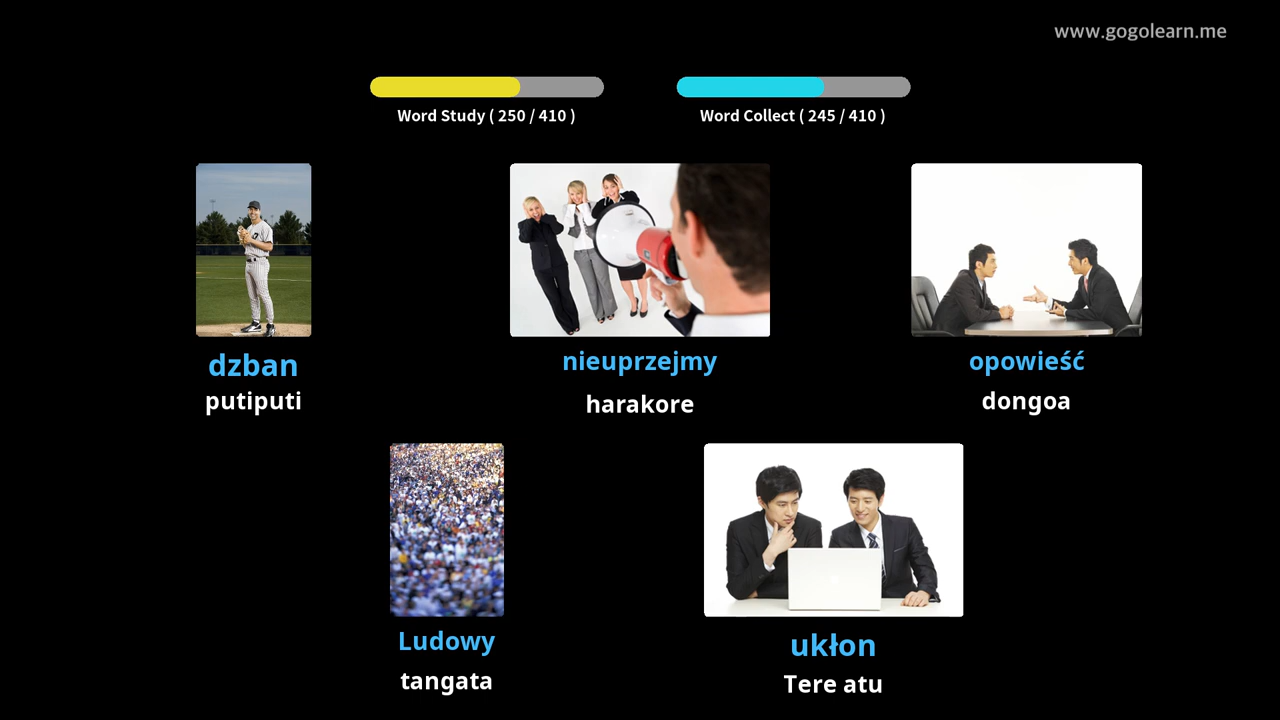 www.gogolearn.me
Word Study ( 250 / 410 )
Word Collect ( 245 / 410 )
dzban
putiputi
nieuprzejmy
harakore
opowieść
dongoa
Ludowy
tangata
ukłon
Tere atu